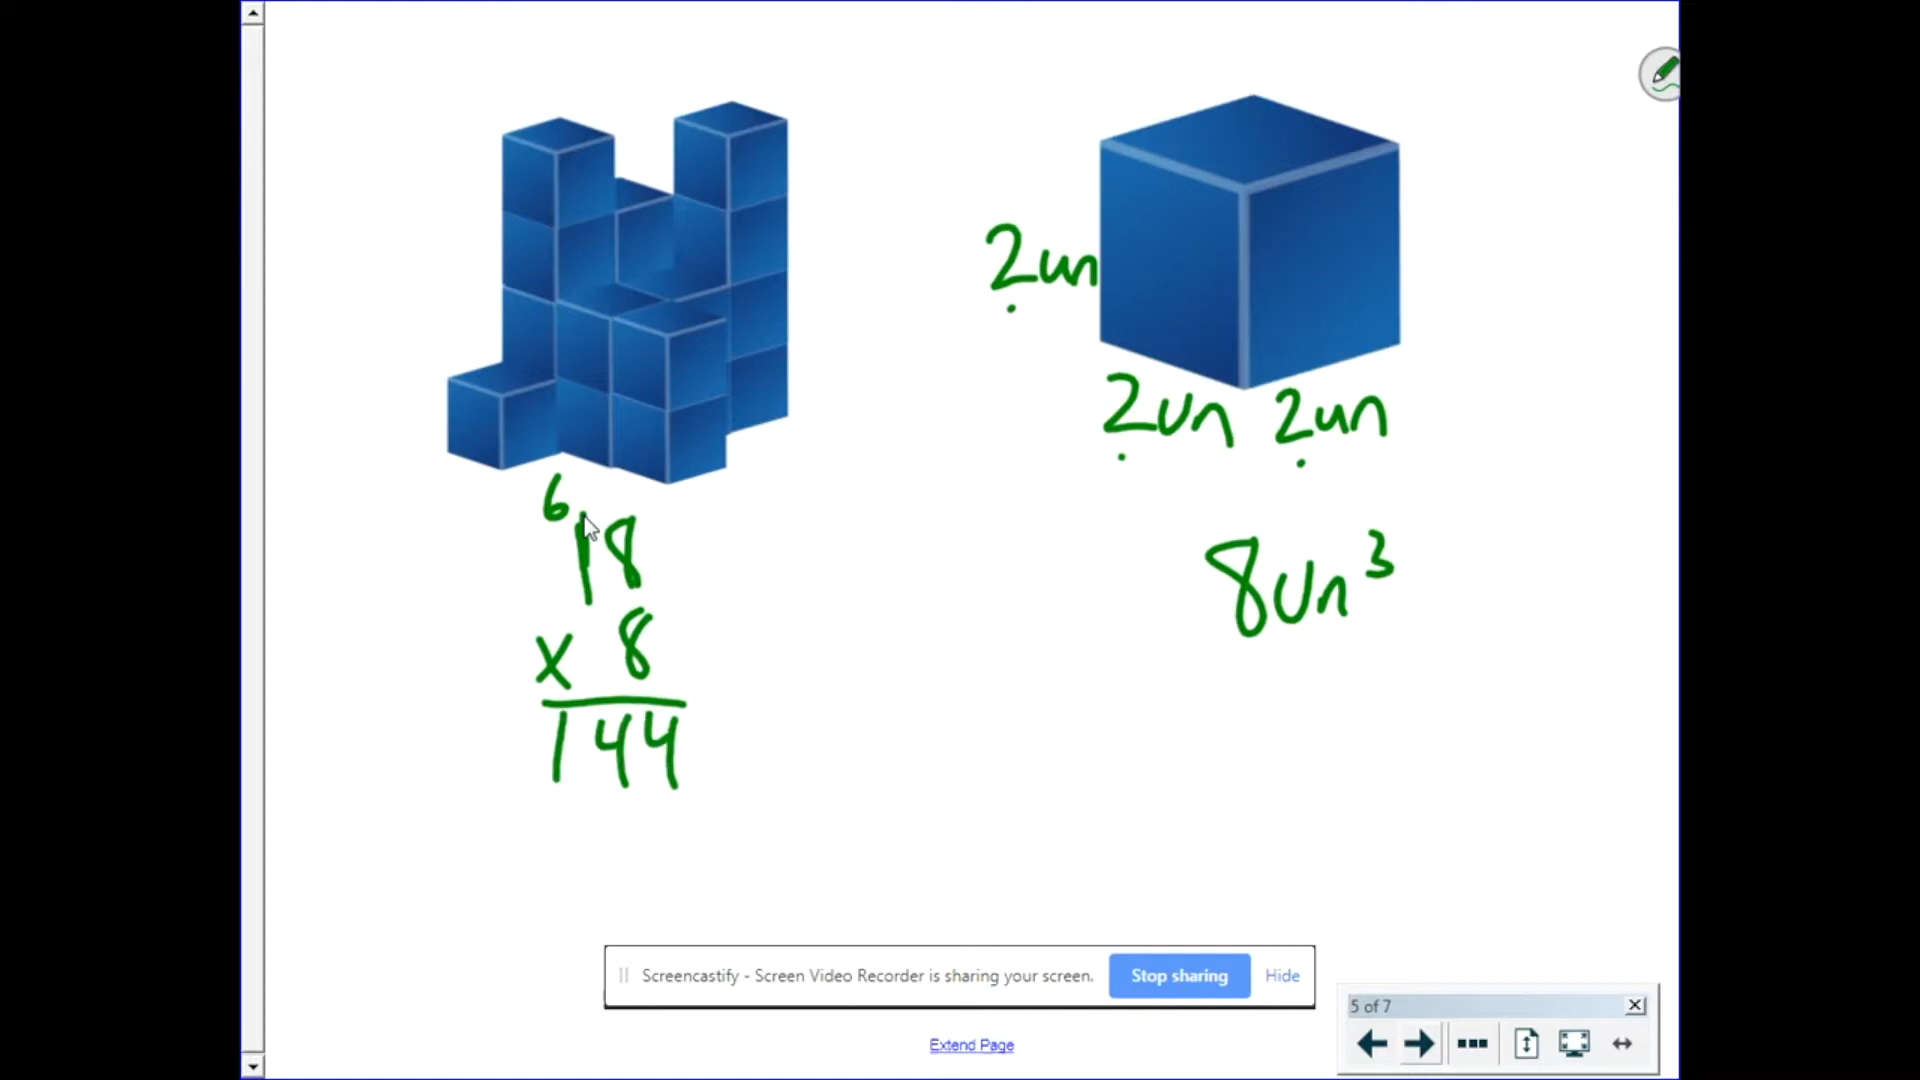 2un
2un 2un
6
18
x 8
144
8un³
Screencastify - Screen Video Recorder is sharing your screen. Stop sharing Hide
5 of 7
Extend Page